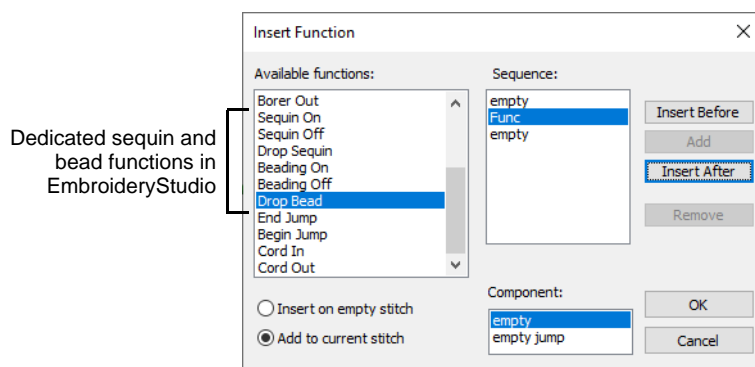 Insert Function
Available functions:
Borer Out
Sequin On
Sequin Off
Drop Sequin
Beading On
Beading Off
Drop Bead
End Jump
Begin Jump
Cord In
Cord Out
Dedicated sequin and
bead functions in
EmbroideryStudio
Sequence:
empty
Func
empty
Insert Before
Add
Insert After
Remove
Insert on empty stitch
Add to current stitch
Component:
empty
empty jump
OK
Cancel